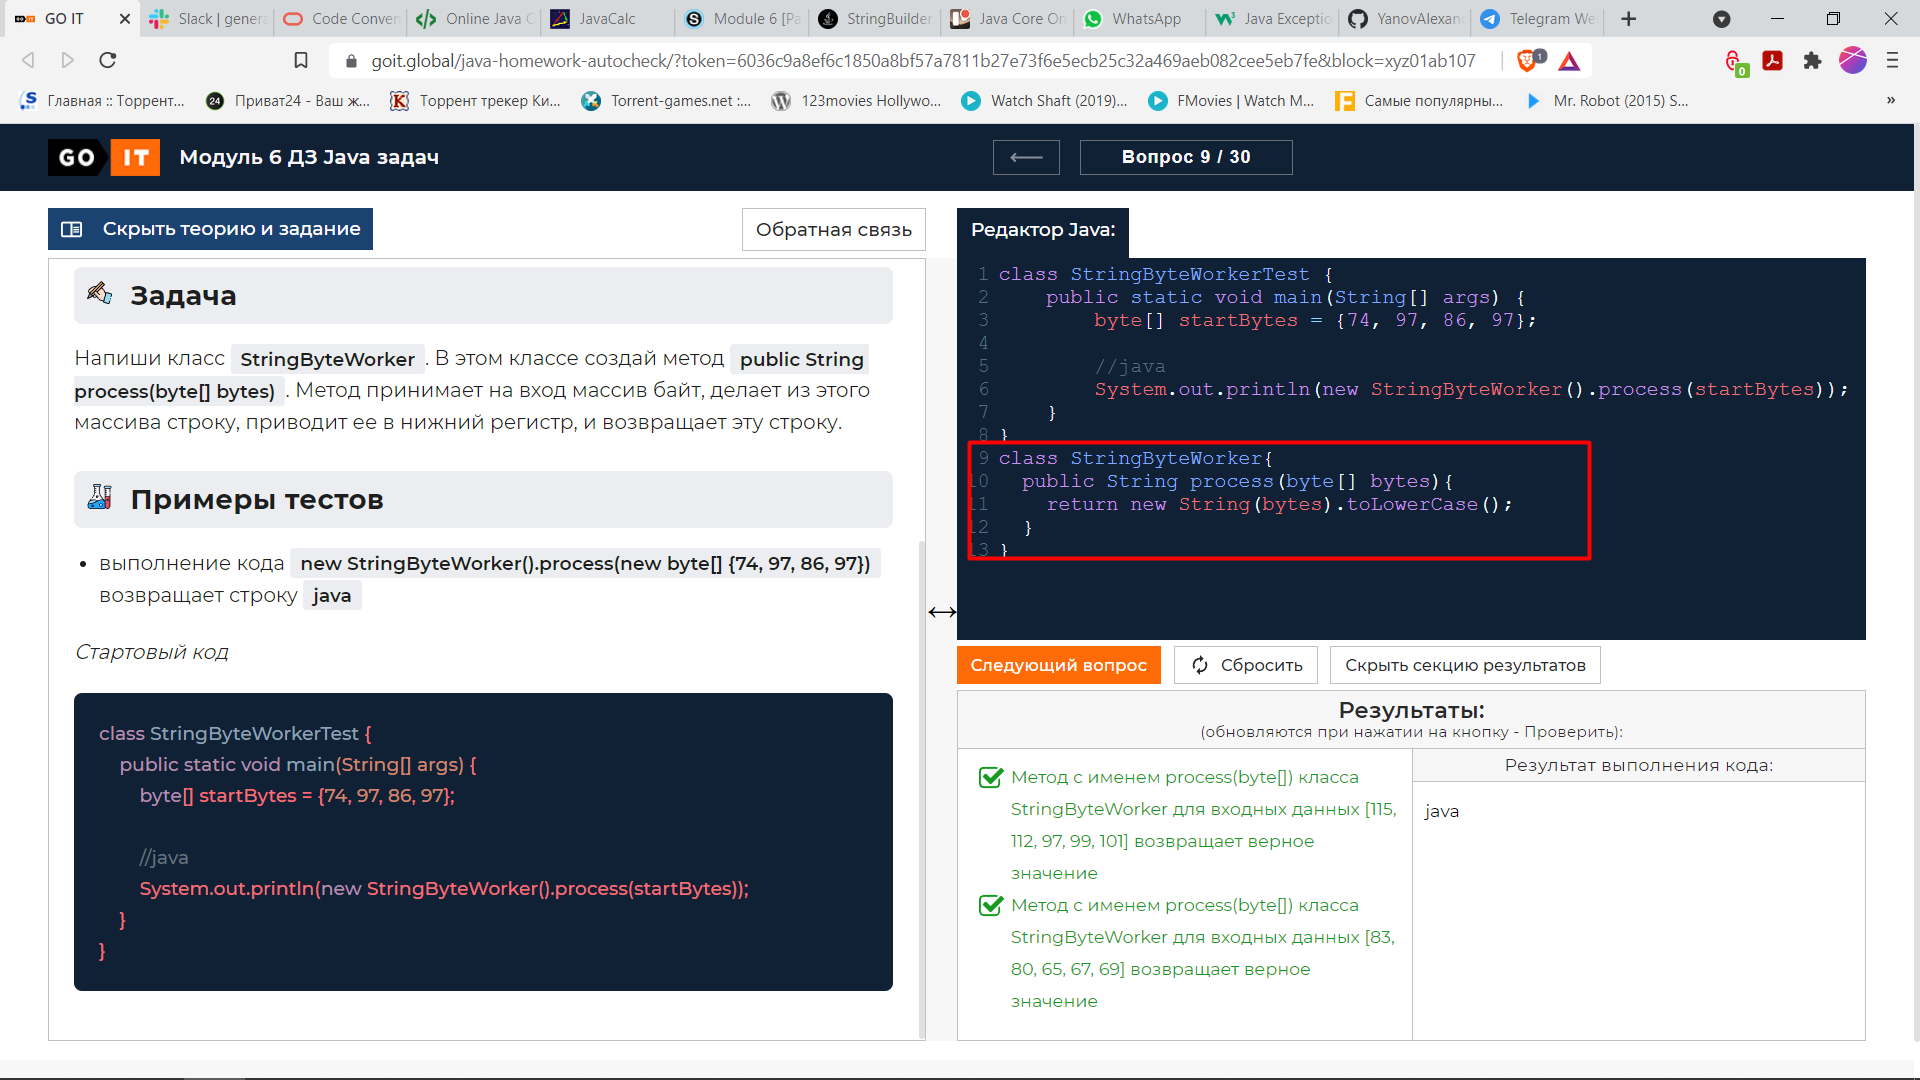 GO IT
Slack | genera
Code Conven
Online Java C
JavaCalc
Module 6 [Pa
StringBuilder
Java Core On
WhatsApp
Java Exceptio
YanovAlexand
Telegram We
goit.global/java-homework-autocheck/?token=6036c9a8ef6c1850a8bf57a7811b27e73f6e5ecb25c32a469aeb082cee5eb7fe&block=xyz01ab107
1
0
Главная :: Торрент...
24
Приват24 - Ваш ж...
Торрент трекер Ки...
Torrent-games.net :...
123movies Hollywo...
Watch Shaft (2019)...
FMovies | Watch M...
Самые популярны...
Mr. Robot (2015) S...
»
GO IT
Модуль 6 ДЗ Java задач
Вопрос 9 / 30
Скрыть теорию и задание
Обратная связь
Задача
Напиши класс StringByteWorker . В этом классе создай метод public String
process(byte[] bytes) . Метод принимает на вход массив байт, делает из этого
массива строку, приводит ее в нижний регистр, и возвращает эту строку.
Примеры тестов
• выполнение кода new StringByteWorker().process(new byte[] {74, 97, 86, 97})
возвращает строку java
Стартовый код
class StringByteWorkerTest {
public static void main(String[] args) {
byte[] startBytes = {74, 97, 86, 97};
//java
System.out.println(new StringByteWorker().process(startBytes));
}
}
Редактор Java:
1 class StringByteWorkerTest {
2 public static void main(String[] args) {
3 byte[] startBytes = {74, 97, 86, 97};
4
5 //java
6 System.out.println(new StringByteWorker().process(startBytes));
7 }
8 }
9 class StringByteWorker{
10 public String process(byte[] bytes){
11 return new String(bytes).toLowerCase();
12 }
13 }
Следующий вопрос
Сбросить
Скрыть секцию результатов
Результаты:
(обновляются при нажатии на кнопку - Проверить):
Метод с именем process(byte[]) класса
StringByteWorker для входных данных [115,
112, 97, 99, 101] возвращает верное
значение
Метод с именем process(byte[]) класса
StringByteWorker для входных данных [83,
80, 65, 67, 69] возвращает верное
значение
Результат выполнения кода:
java